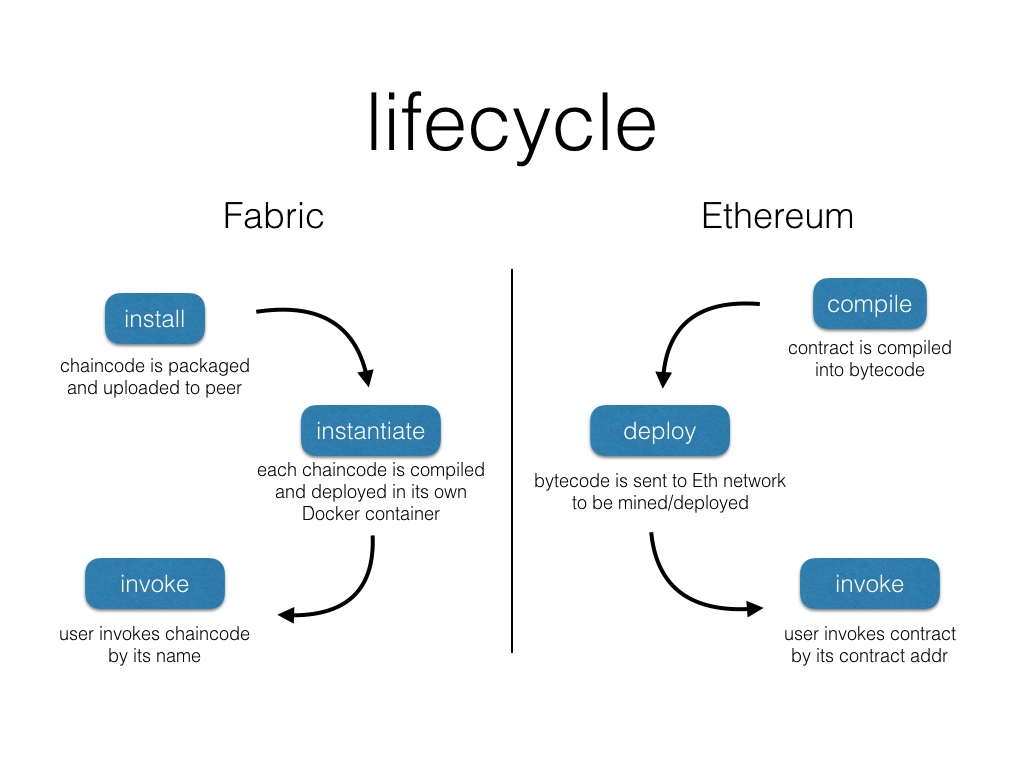 lifecycle
Fabric
install
chaincode is packaged
and uploaded to peer
instantiate
each chaincode is compiled
and deployed in its own
Docker container
invoke
user invokes chaincode
by its name
Ethereum
compile
contract is compiled
into bytecode
deploy
bytecode is sent to Eth network
to be mined/deployed
invoke
user invokes contract
by its contract addr